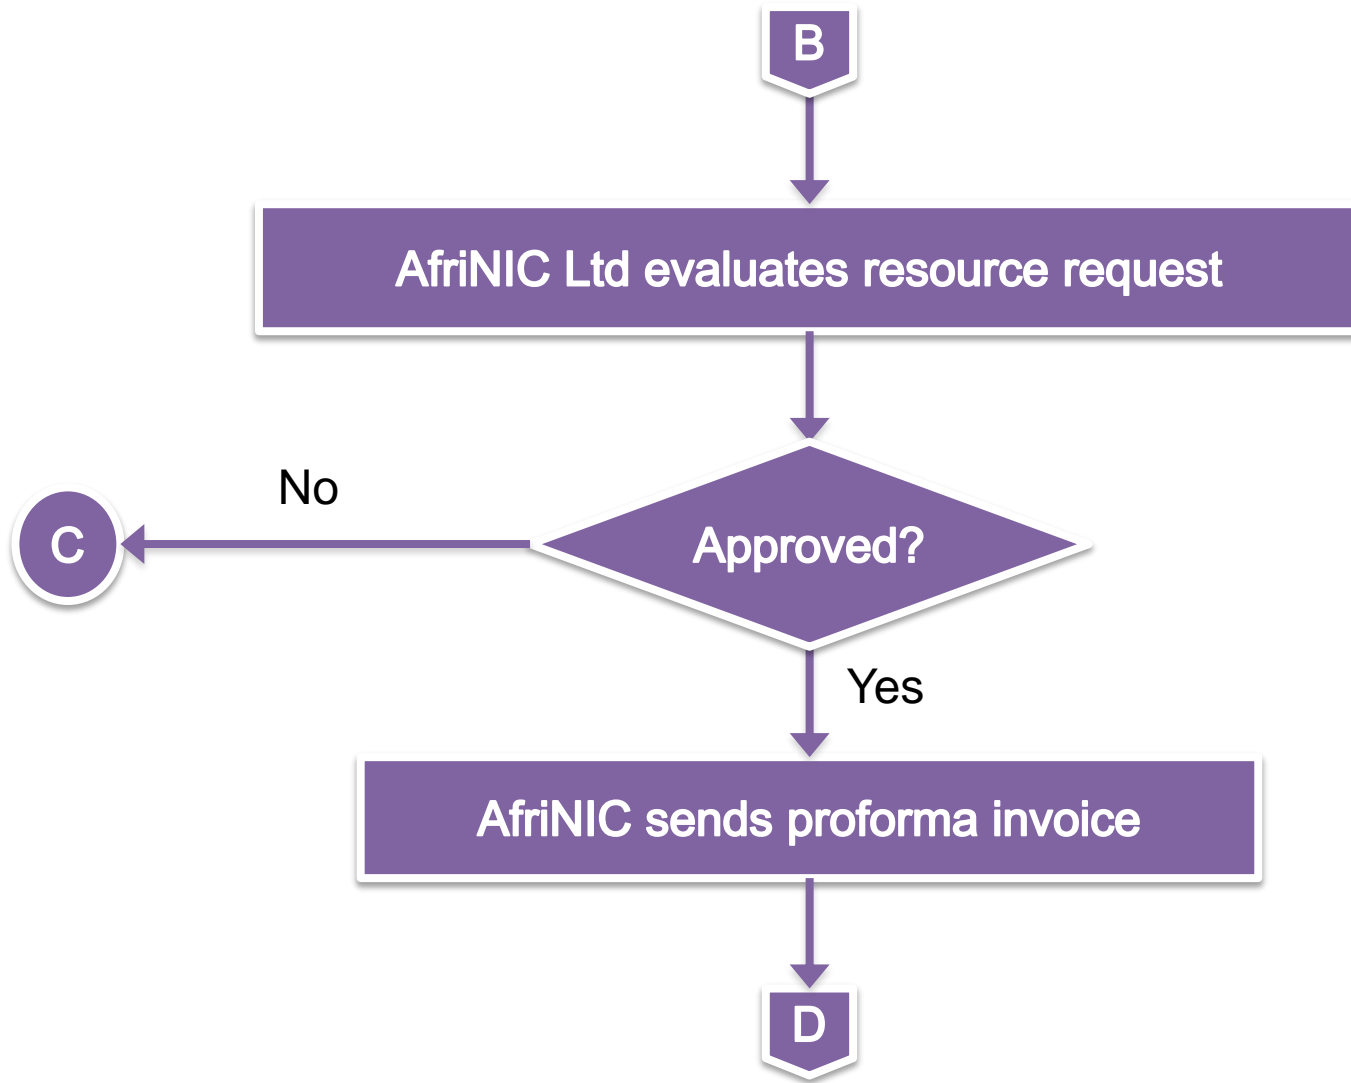 B
AfriNIC Ltd evaluates resource request
No
C
Approved?
Yes
AfriNIC sends proforma invoice
D